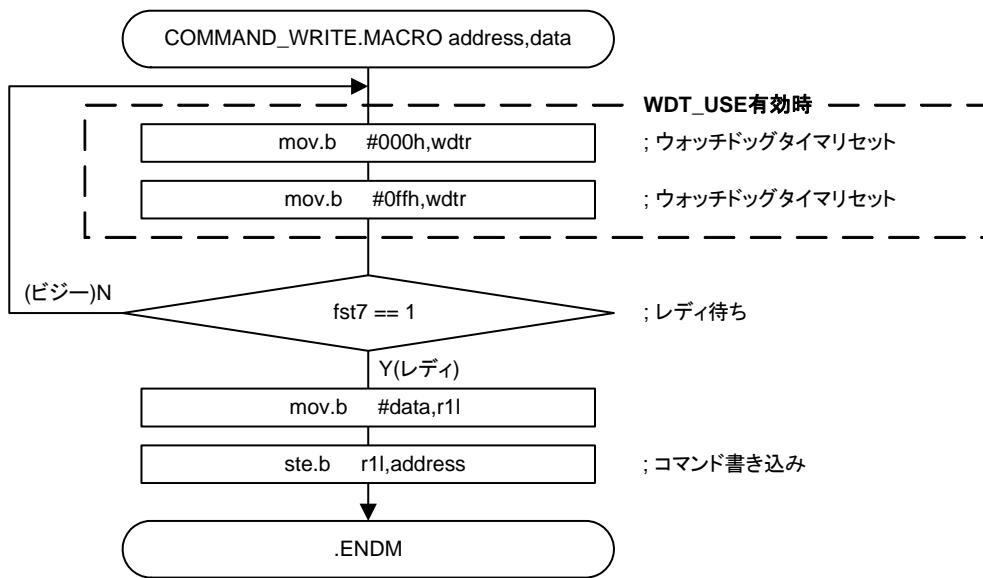 COMMAND_WRITE.MACRO address,data
WDT_USE有効時
mov.b #000h,wdtr ; ウォッチドッグタイマリセット
mov.b #0ffh,wdtr ; ウォッチドッグタイマリセット
(ビジー)N
fst7 == 1 ; レディ待ち
Y(レディ)
mov.b #data,r1l
ste.b r1l,address ; コマンド書き込み
.ENDM